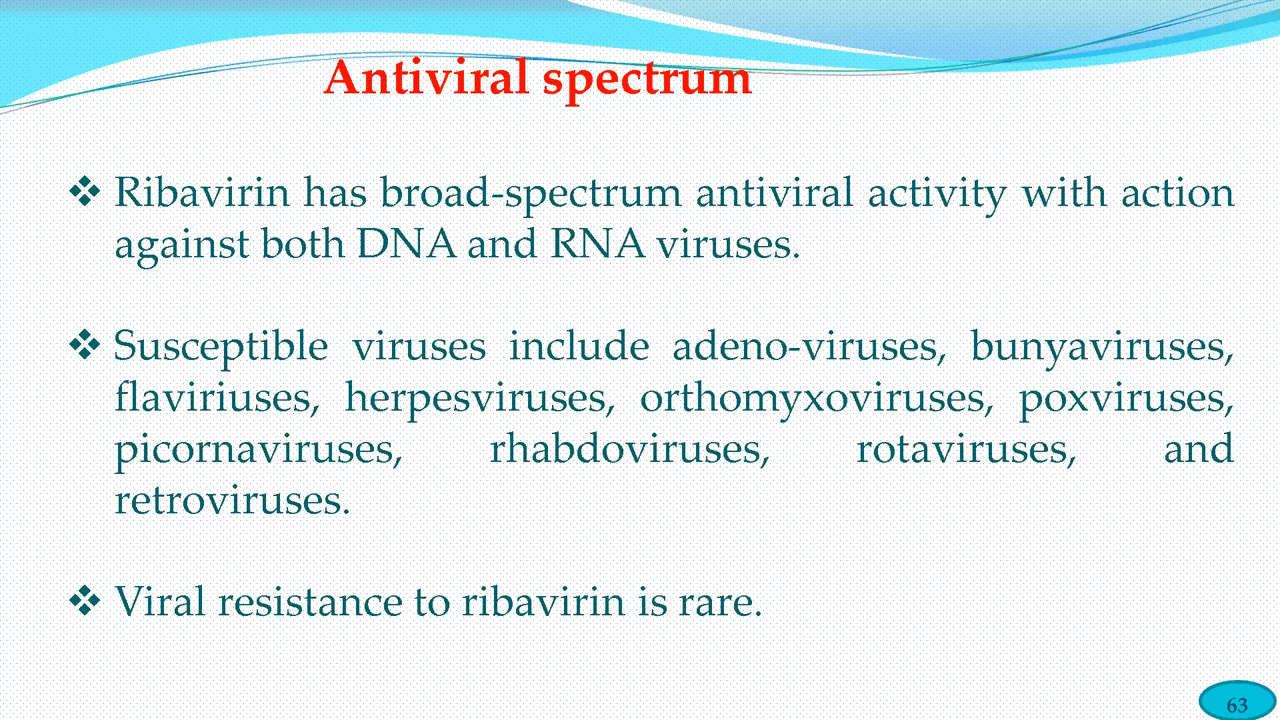 Antiviral spectrum
❖ Ribavirin has broad-spectrum antiviral activity with action
against both DNA and RNA viruses.
❖ Susceptible viruses include adeno-viruses, bunyaviruses,
flaviriuses, herpesviruses, orthomyxoviruses, poxviruses,
picornaviruses, rhabdoviruses, rotaviruses, and
retroviruses.
❖ Viral resistance to ribavirin is rare.
63